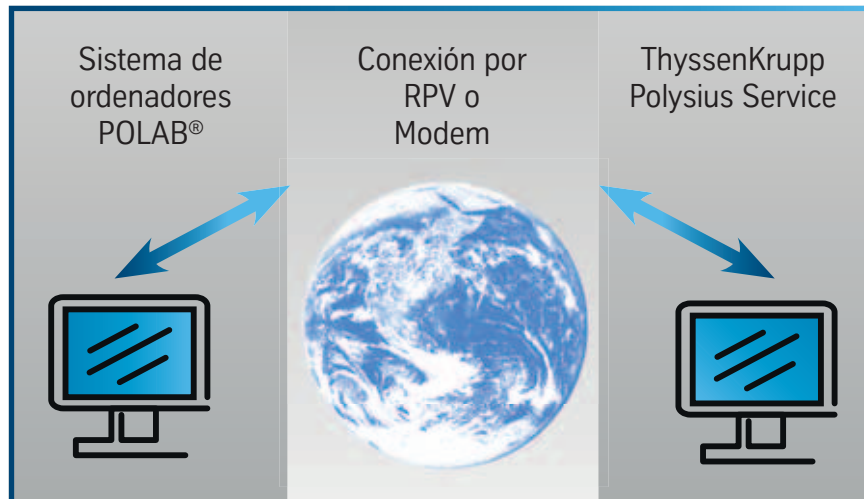 Sistema de
ordenadores
POLAB®
Conexión por
RPV o
Modem
ThyssenKrupp
Polysius Service